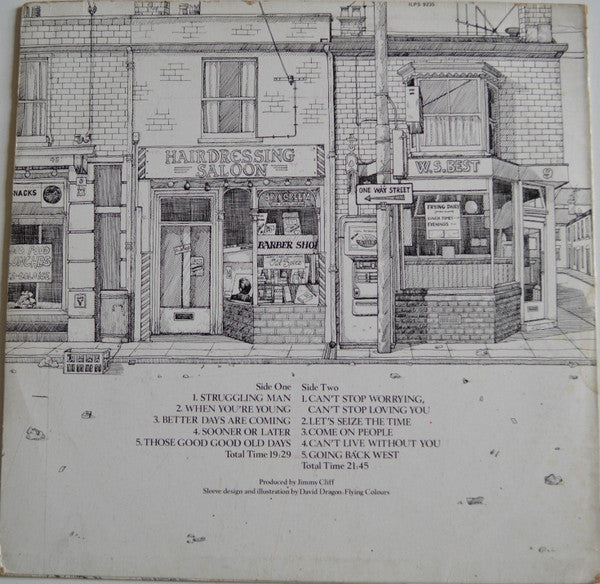 ILPS 9235
HAIRDRESSING
SALOON
W.S. BEST
9
ONE WAY STREET
FRYING DAYS
EVENINGS
NACKS
45
BARBER SHOP
Side One
1. STRUGGLING MAN
2. WHEN YOU'RE YOUNG
3. BETTER DAYS ARE COMING
4. SOONER OR LATER
5. THOSE GOOD GOOD OLD DAYS
Total Time 19:29
Side Two
1. CAN'T STOP WORRYING,
CAN'T STOP LOVING YOU
2. LET'S SEIZE THE TIME
3. COME ON PEOPLE
4. CAN'T LIVE WITHOUT YOU
5. GOING BACK WEST
Total Time 21:45
Produced by Jimmy Cliff
Sleeve design and illustration by David Dragon: Flying Colours